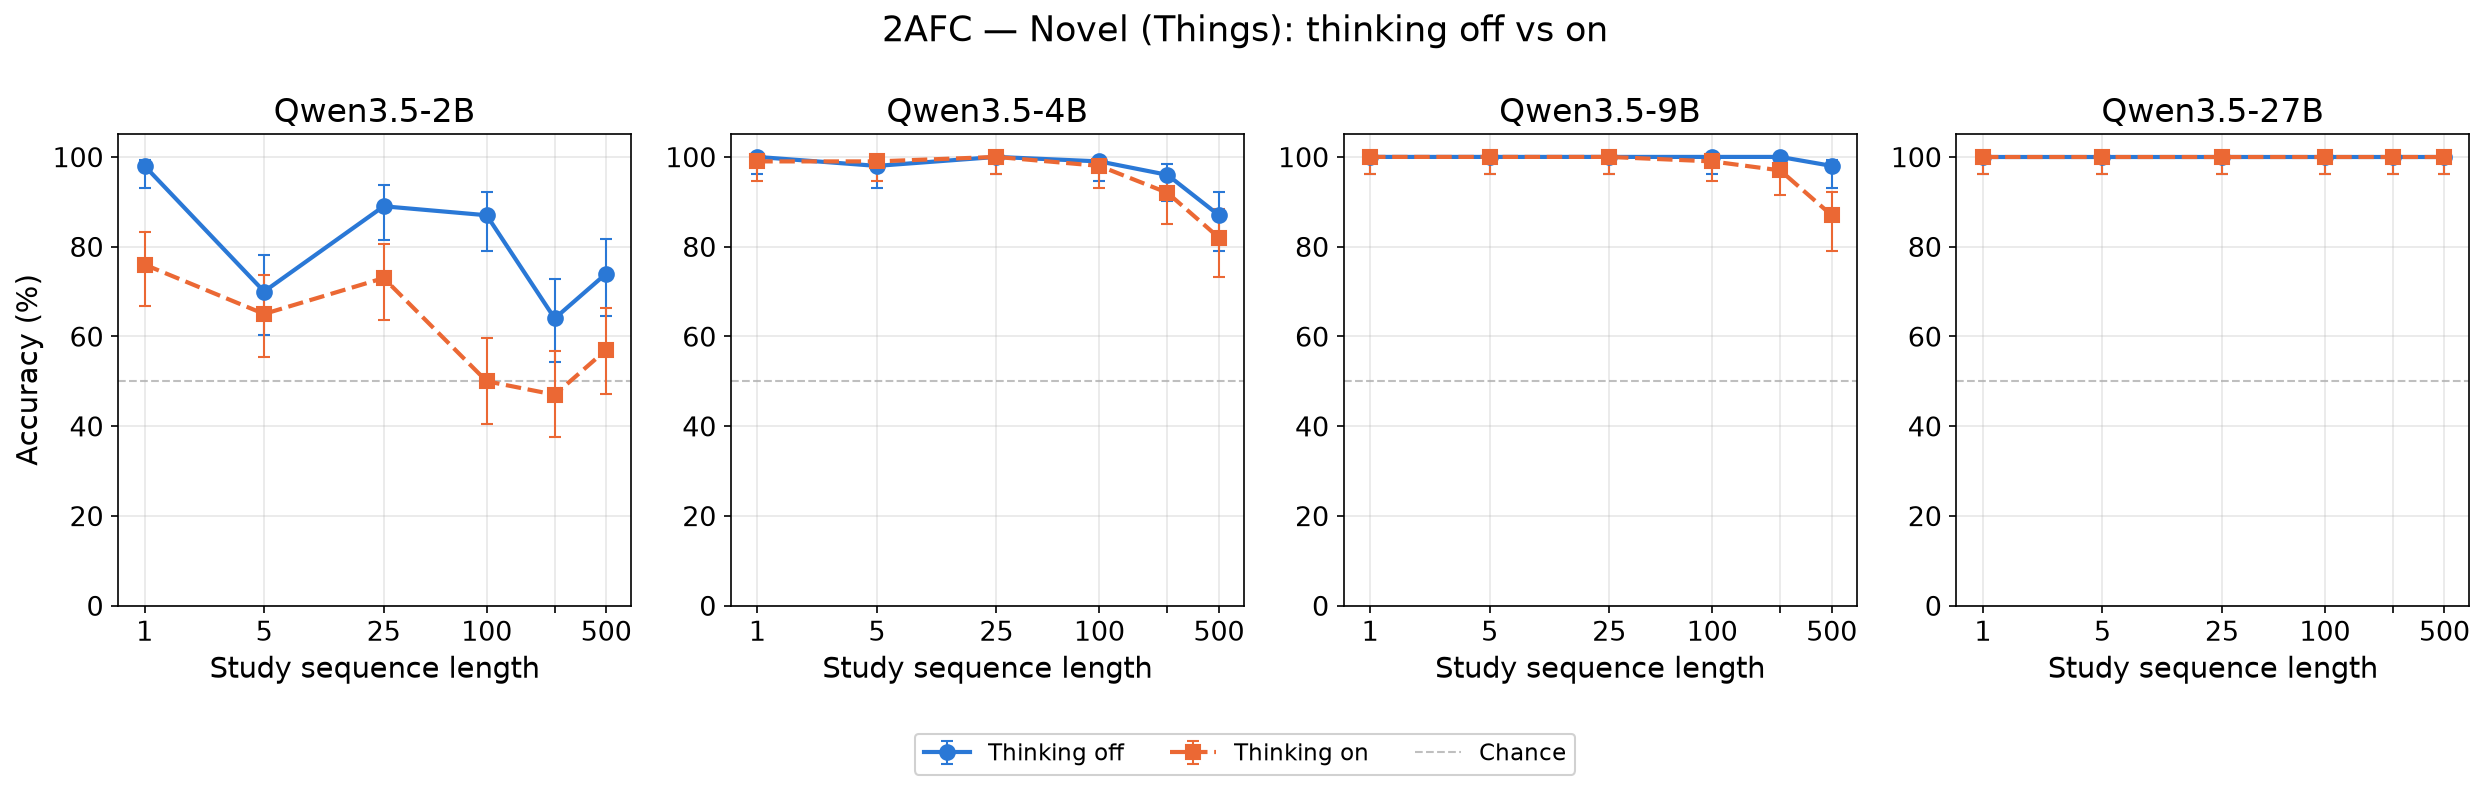 2AFC — Novel (Things): thinking off vs on
Qwen3.5-2B
Accuracy (%)
100
80
60
40
20
0
1 5 25 100 500
Study sequence length
Qwen3.5-4B
100
80
60
40
20
0
1 5 25 100 500
Study sequence length
Qwen3.5-9B
100
80
60
40
20
0
1 5 25 100 500
Study sequence length
Qwen3.5-27B
100
80
60
40
20
0
1 5 25 100 500
Study sequence length
Thinking off Thinking on Chance